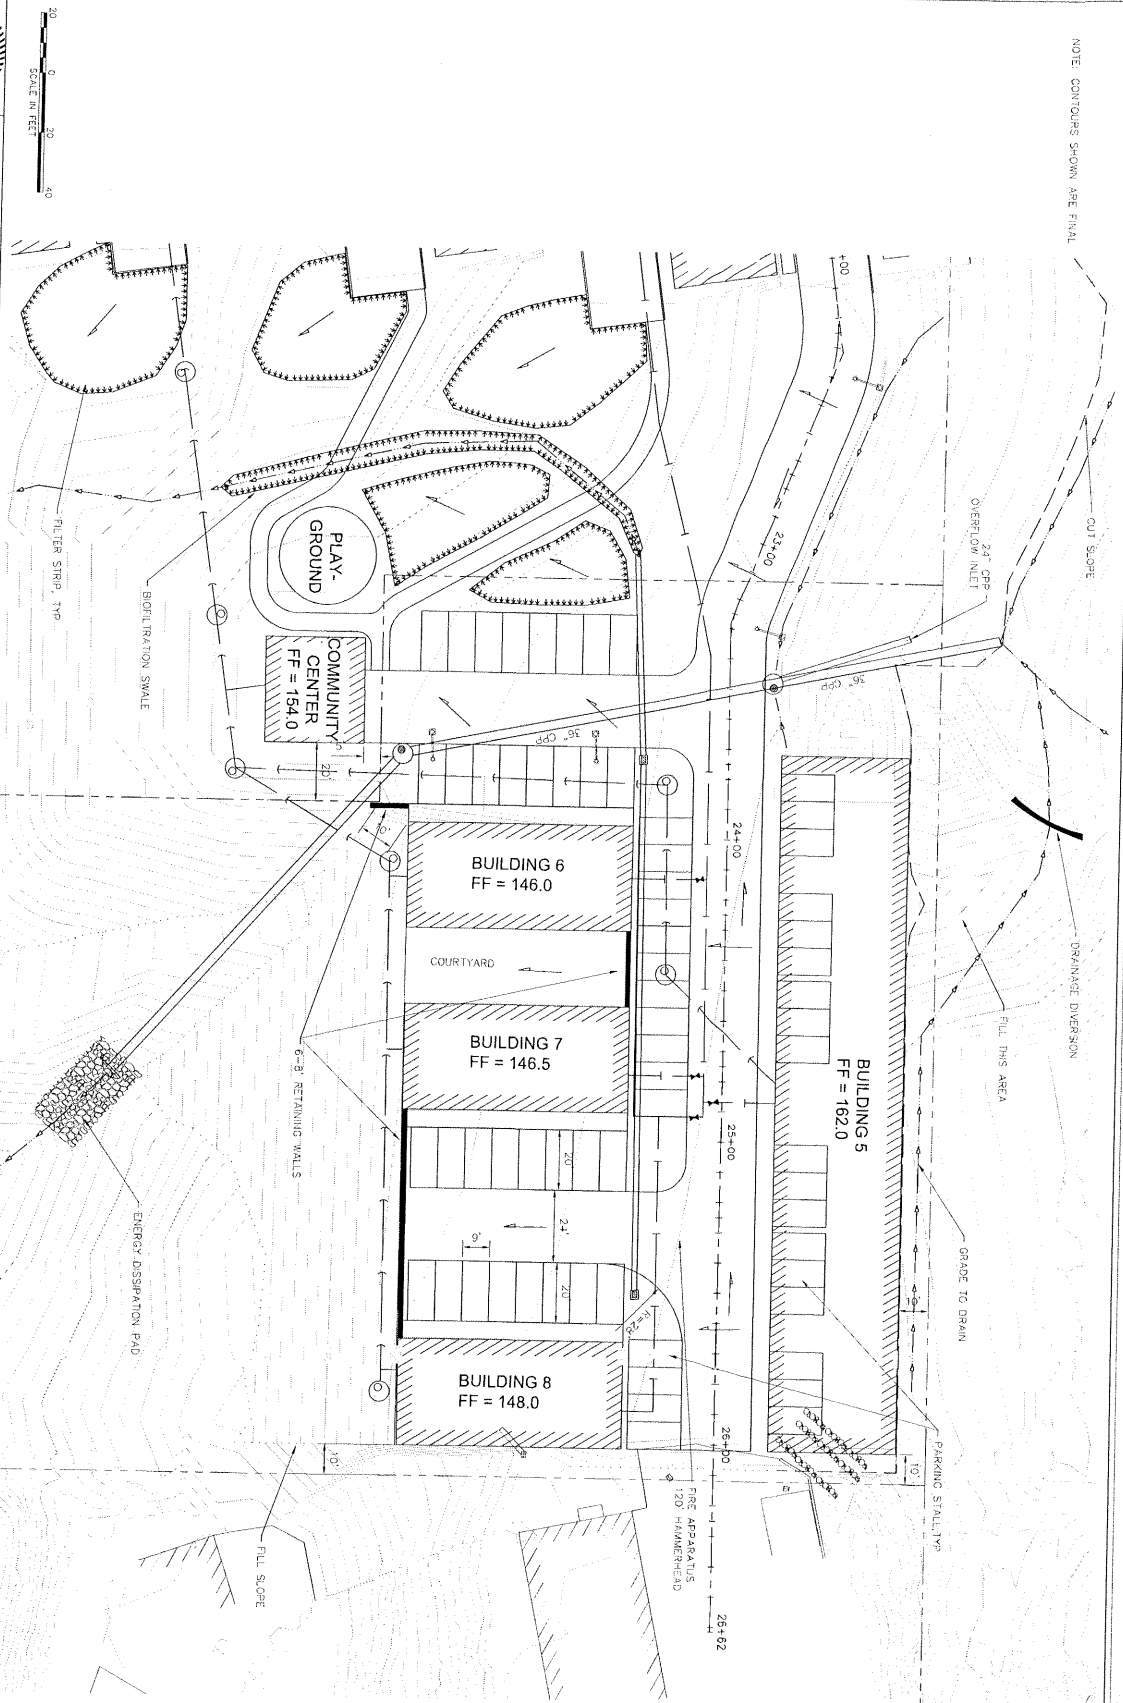 NOTE: CONTOURS SHOWN ARE FINAL
20 0 20 40
SCALE IN FEET
+00
CUT SLOPE
24" CPP
OVERFLOW INLET
23+00
36" CPP
PLAY-
GROUND
FILTER STRIP, TYP
BIOFILTRATION SWALE
COMMUNITY
CENTER
FF = 154.0
36" CPP
5'
20'
10'
24+00
BUILDING 6
FF = 146.0
COURTYARD
BUILDING 7
FF = 146.5
DRAINAGE DIVERSION
FILL THIS AREA
BUILDING 5
FF = 162.0
6-8' RETAINING WALLS
25+00
20'
24'
9'
20'
R=28'
ENERGY DISSIPATION PAD
GRADE TO DRAIN
10'
BUILDING 8
FF = 148.0
26+00
10'
10'
PARKING STALL, TYP
FIRE APPARATUS
120' HAMMERHEAD
FILL SLOPE
26+62